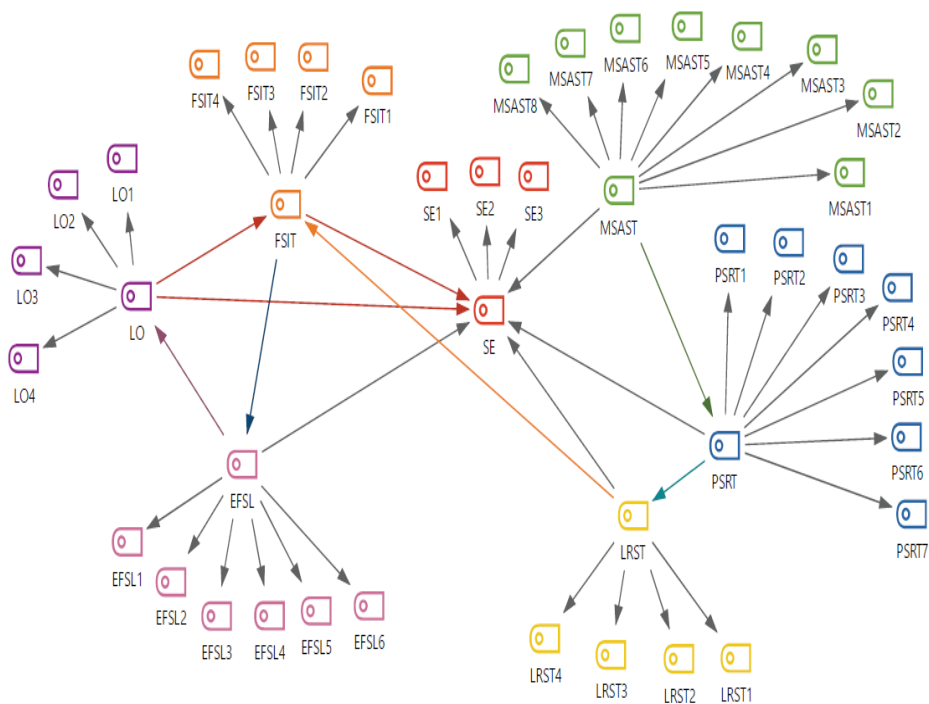 MSAST5
MSAST6
MSAST4
MSAST7
MSAST3
FSIT3
FSIT2
FSIT4
MSAST8
FSIT1
MSAST2
LO1
SE2
SE3
SE1
MSAST1
LO2
MSAST
FSIT
PSRT1
PSRT2
PSRT3
LO3
PSRT4
LO
SE
LO4
PSRT5
PSRT6
PSRT
EFSL
PSRT7
LRST
EFSL1
EFSL2
EFSL6
EFSL5
EFSL3
EFSL4
LRST4
LRST3
LRST2
LRST1